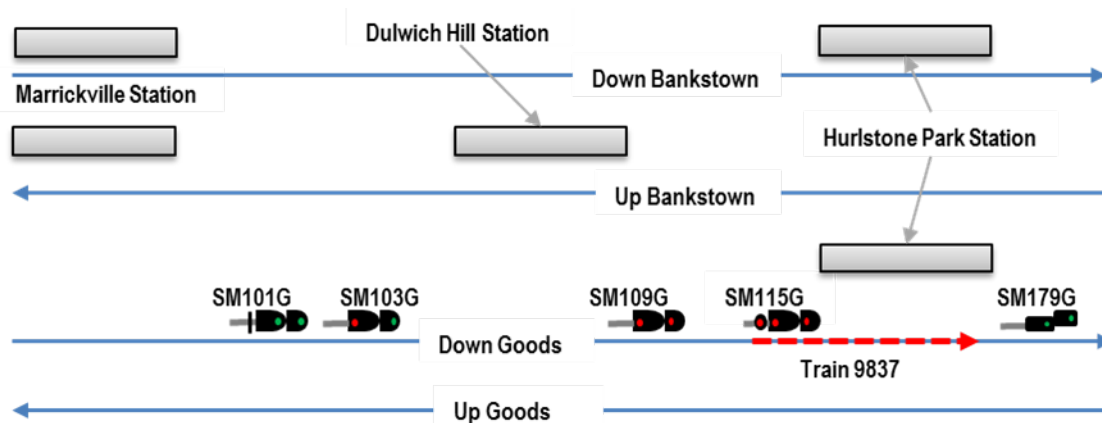 Dulwich Hill Station
Down Bankstown
Marrickville Station
Hurlstone Park Station
Up Bankstown
SM101G
SM103G
SM109G
SM115G
SM179G
Down Goods
Train 9837
Up Goods